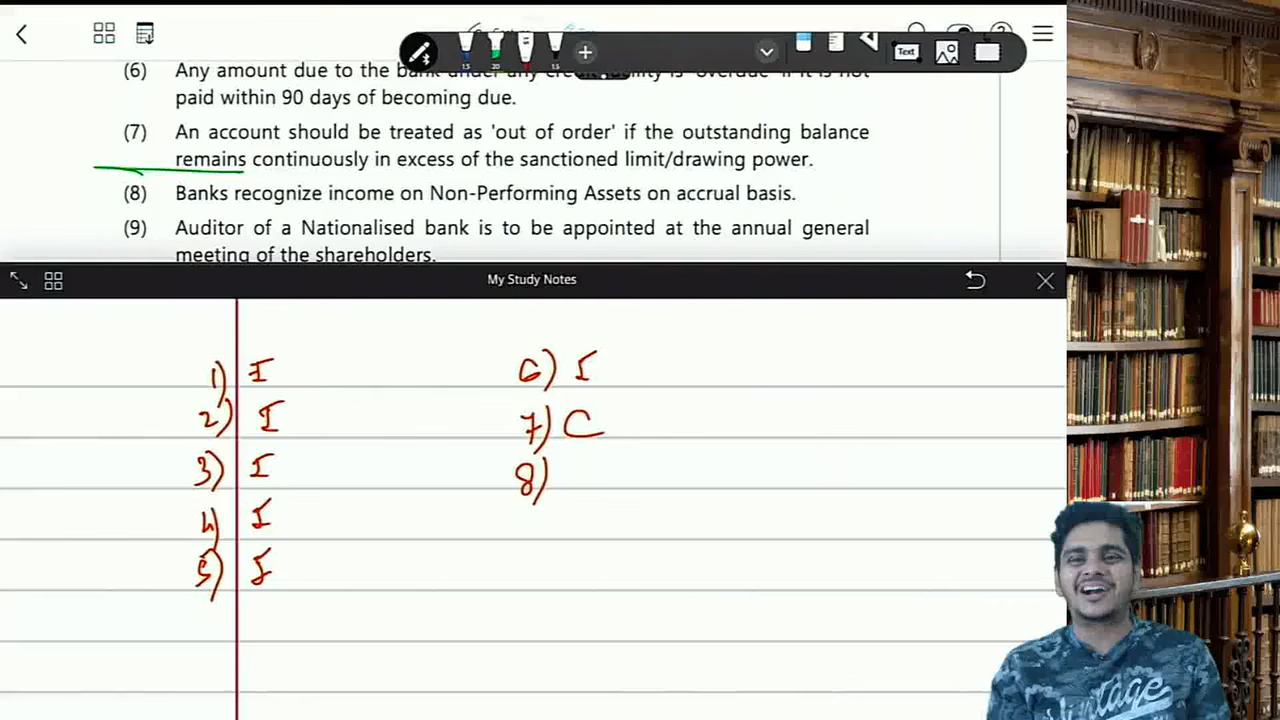 Text
(6) Any amount due to the bank under any credit facility is 'overdue' if it is not
paid within 90 days of becoming due.
(7) An account should be treated as 'out of order' if the outstanding balance
remains continuously in excess of the sanctioned limit/drawing power.
(8) Banks recognize income on Non-Performing Assets on accrual basis.
(9) Auditor of a Nationalised bank is to be appointed at the annual general
meeting of the shareholders.
My Study Notes
1) I
2) I
3) I
4) I
5) I
6) I
7) C
8)